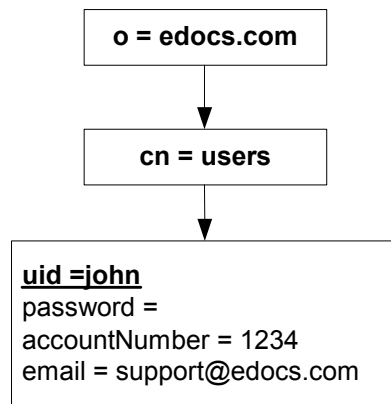 o = edocs.com
cn = users
uid =john
password =
accountNumber = 1234
email = support@edocs.com